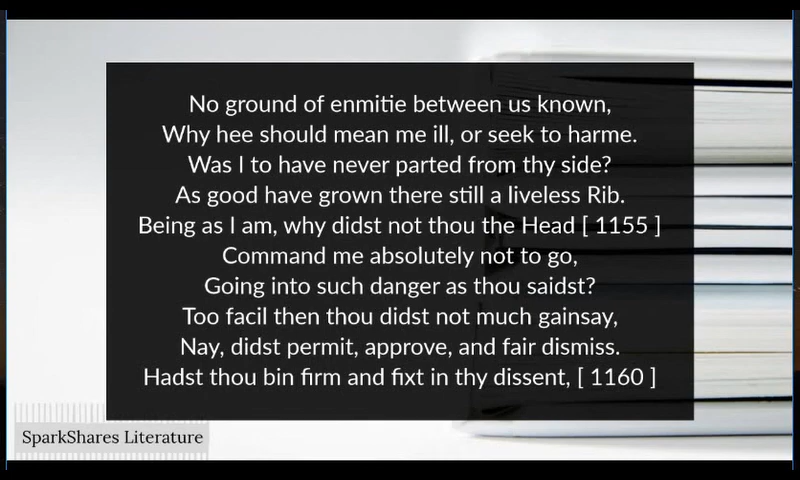 No ground of enmitie between us known,
Why hee should mean me ill, or seek to harme.
Was I to have never parted from thy side?
As good have grown there still a liveless Rib.
Being as I am, why didst not thou the Head [ 1155 ]
Command me absolutely not to go,
Going into such danger as thou saidst?
Too facil then thou didst not much gainsay,
Nay, didst permit, approve, and fair dismiss.
Hadst thou bin firm and fixt in thy dissent, [ 1160 ]
SparkShares Literature